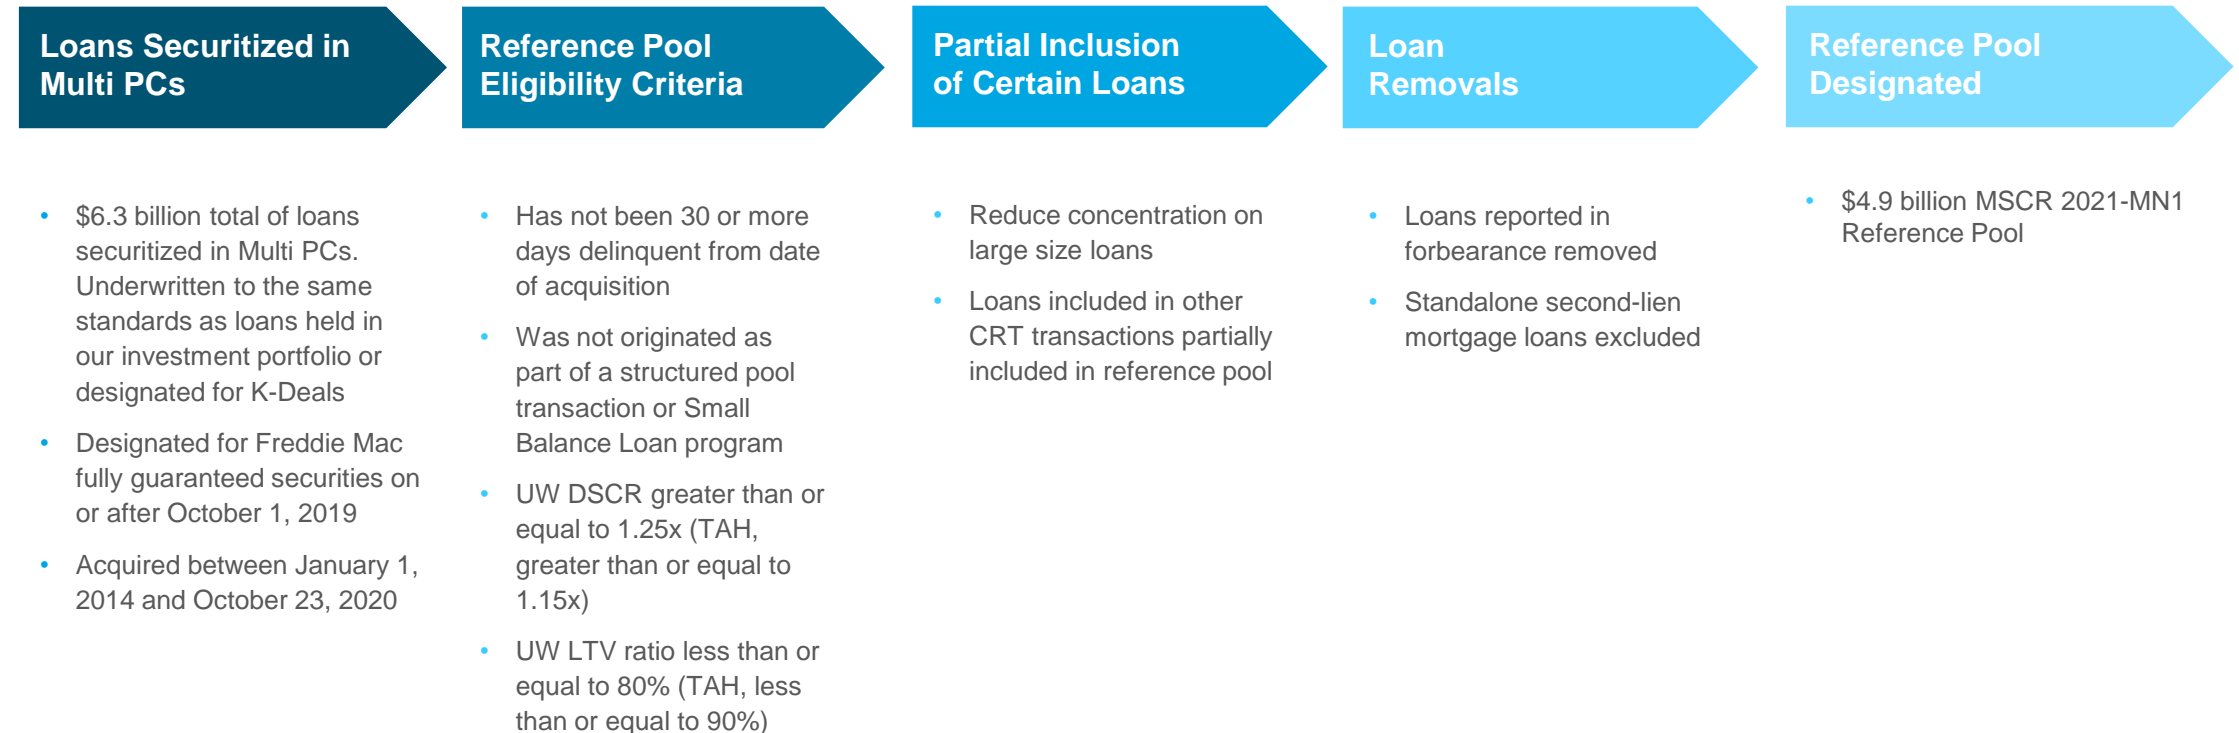 Loans Securitized in
Multi PCs
• $6.3 billion total of loans
securitized in Multi PCs.
Underwritten to the same
standards as loans held in
our investment portfolio or
designated for K-Deals
• Designated for Freddie Mac
fully guaranteed securities on
or after October 1, 2019
• Acquired between January 1,
2014 and October 23, 2020
Reference Pool
Eligibility Criteria
• Has not been 30 or more
days delinquent from date
of acquisition
• Was not originated as
part of a structured pool
transaction or Small
Balance Loan program
• UW DSCR greater than or
equal to 1.25x (TAH,
greater than or equal to
1.15x)
• UW LTV ratio less than or
equal to 80% (TAH, less
than or equal to 90%)
Partial Inclusion
of Certain Loans
• Reduce concentration on
large size loans
• Loans included in other
CRT transactions partially
included in reference pool
Loan
Removals
• Loans reported in
forbearance removed
• Standalone second-lien
mortgage loans excluded
Reference Pool
Designated
• $4.9 billion MSCR 2021-MN1
Reference Pool